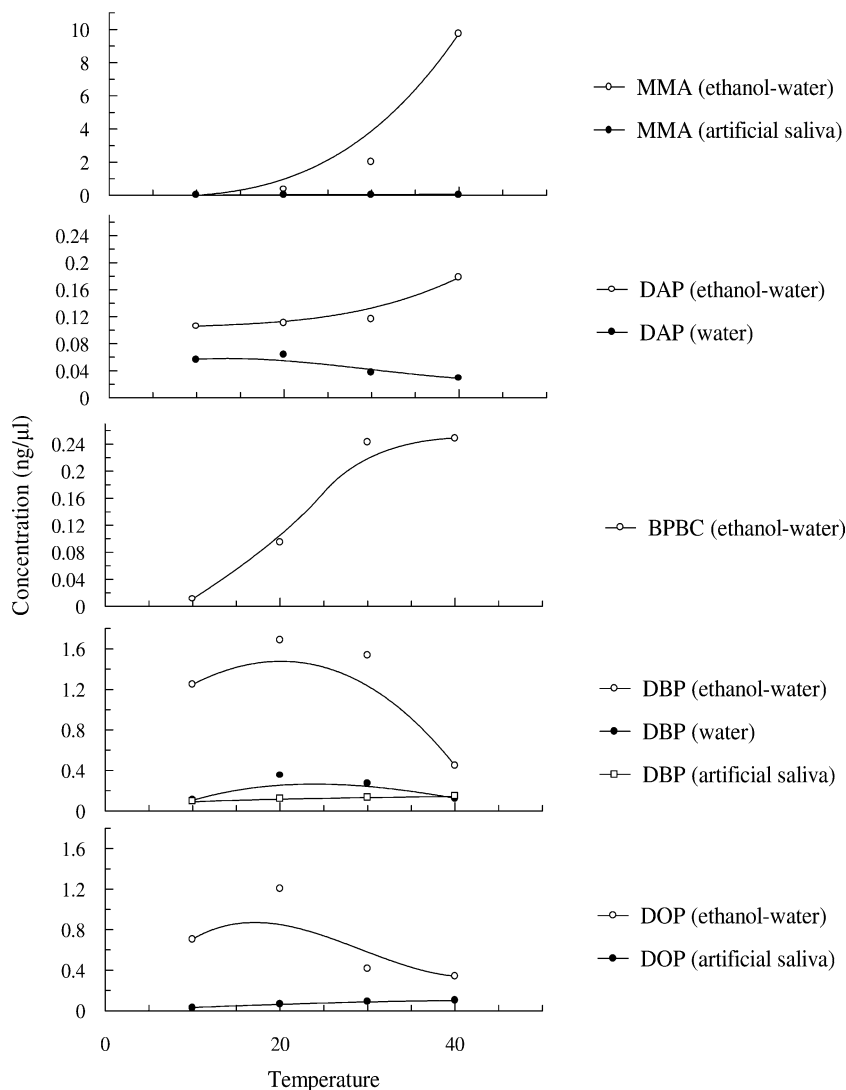 10
8
6
4
2
0
MMA (ethanol-water)
MMA (artificial saliva)
0.24
0.2
0.16
0.12
0.08
0.04
0
DAP (ethanol-water)
DAP (water)
Concentration (ng/µl)
0.24
0.2
0.16
0.12
0.08
0.04
0
BPBC (ethanol-water)
1.6
1.2
0.8
0.4
0
DBP (ethanol-water)
DBP (water)
DBP (artificial saliva)
1.6
1.2
0.8
0.4
0
DOP (ethanol-water)
DOP (artificial saliva)
0 20 40
Temperature